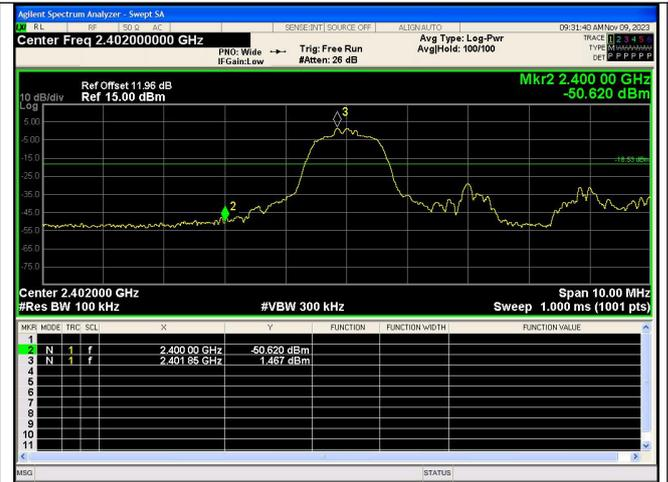 Agilent Spectrum Analyzer - Swept SA
RL RF 50 Ω AC SENSE:INT SOURCE OFF ALIGN AUTO 09:31:40 AM Nov 09, 2023
Center Freq 2.402000000 GHz Avg Type: Log-Pwr TRACE 1 2 3 4 5 6
PNO: Wide Trig: Free Run Avg|Hold: 100/100 TYPE M
IFGain:Low #Atten: 26 dB DET P P P P P P
Mkr2 2.400 00 GHz
Ref Offset 11.96 dB
10 dB/div Ref 15.00 dBm -50.620 dBm
Log
3
5.00
-5.00
-15.0 -18.53 dBm
-25.0
-35.0
2
-45.0
-55.0
-65.0
-75.0
Center 2.402000 GHz Span 10.00 MHz
#Res BW 100 kHz #VBW 300 kHz Sweep 1.000 ms (1001 pts)
MKR MODE TRC SCL X Y FUNCTION FUNCTION WIDTH FUNCTION VALUE
1
2 N 1 f 2.400 00 GHz -50.620 dBm
3 N 1 f 2.401 85 GHz 1.467 dBm
4
5
6
7
8
9
10
11
MSG STATUS